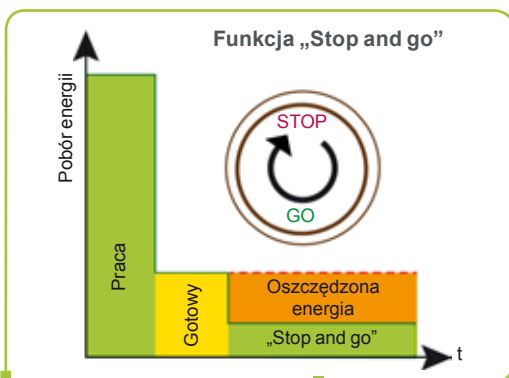 Funkcja „Stop and go”
Pobór energii
STOP
GO
Praca
Gotowy
Oszczędzona
energia
„Stop and go”
t